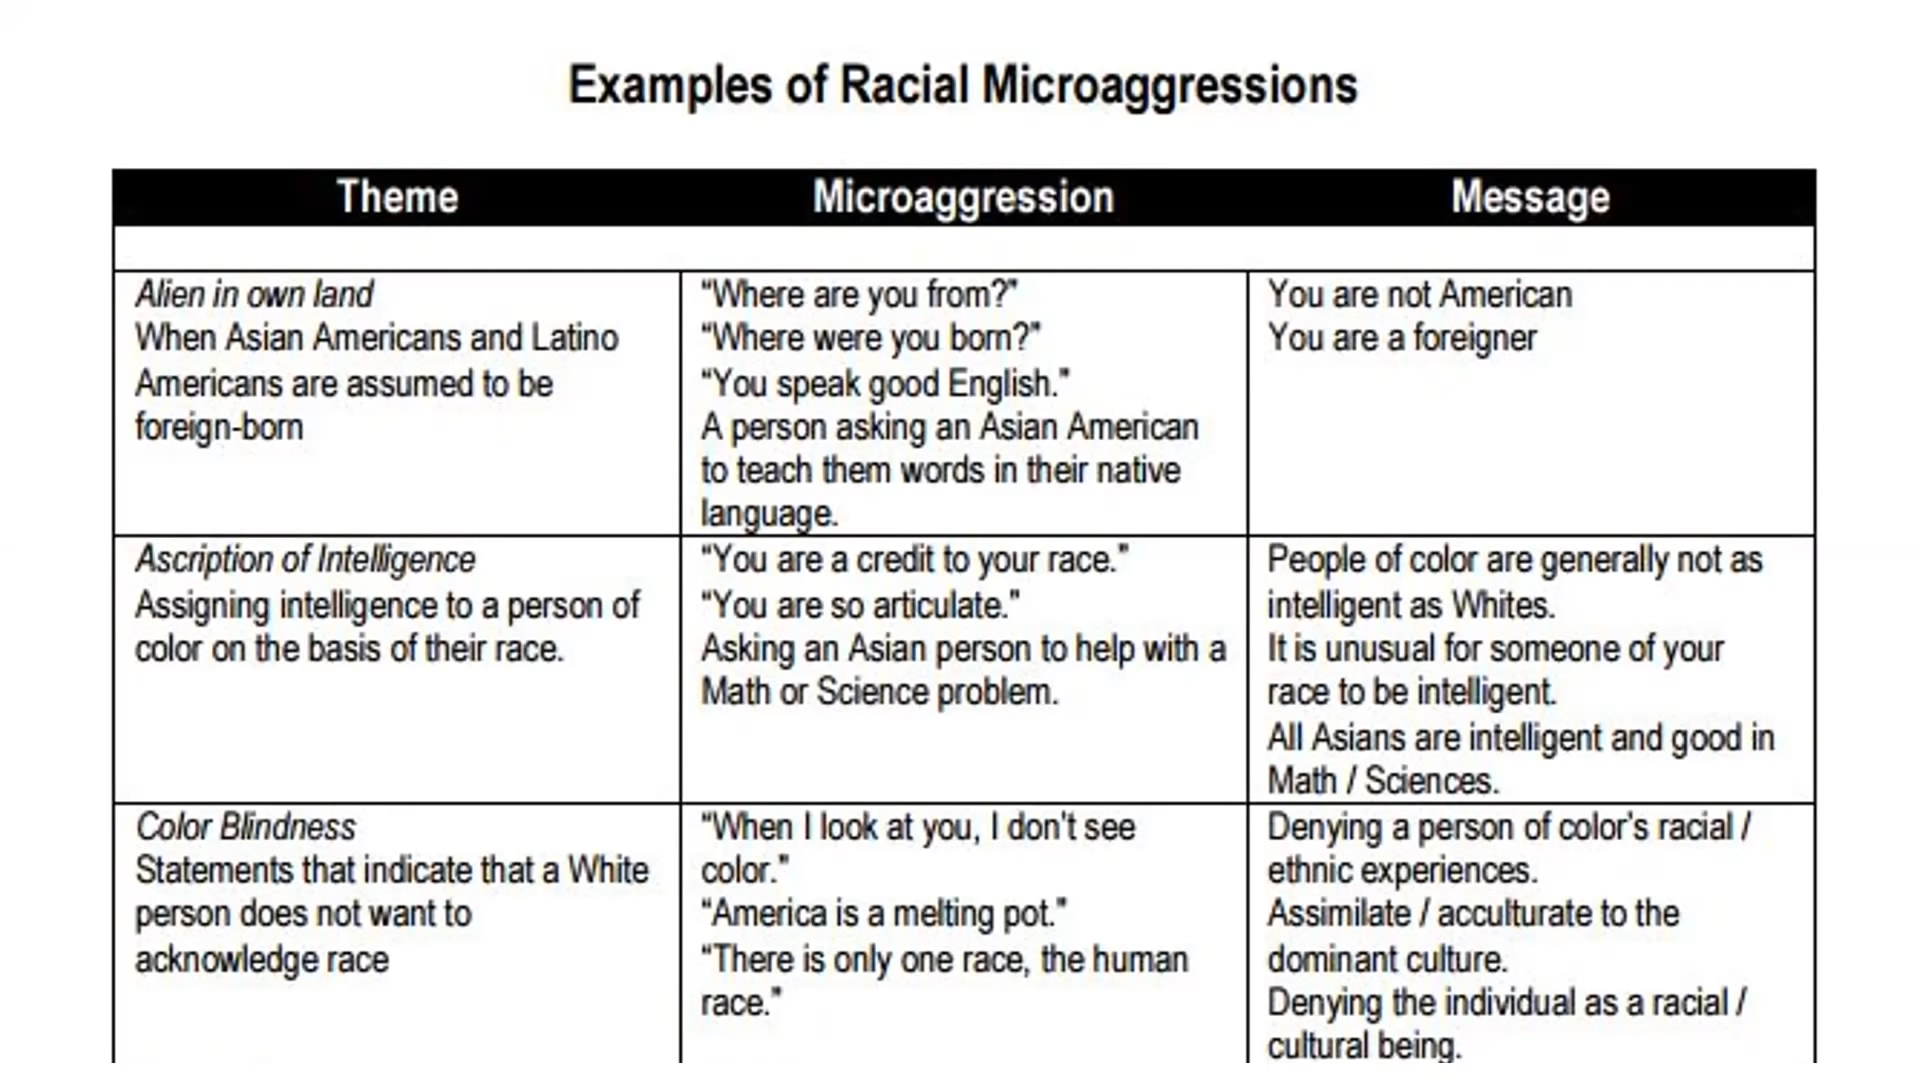 Examples of Racial Microaggressions
Theme
Microaggression
Message
Alien in own land
When Asian Americans and Latino
Americans are assumed to be
foreign-born
“Where are you from?”
“Where were you born?”
“You speak good English.”
A person asking an Asian American
to teach them words in their native
language.
You are not American
You are a foreigner
Ascription of Intelligence
Assigning intelligence to a person of
color on the basis of their race.
“You are a credit to your race.”
“You are so articulate.”
Asking an Asian person to help with a
Math or Science problem.
People of color are generally not as
intelligent as Whites.
It is unusual for someone of your
race to be intelligent.
All Asians are intelligent and good in
Math / Sciences.
Color Blindness
Statements that indicate that a White
person does not want to
acknowledge race
“When I look at you, I don’t see
color.”
“America is a melting pot.”
“There is only one race, the human
race.”
Denying a person of color’s racial /
ethnic experiences.
Assimilate / acculturate to the
dominant culture.
Denying the individual as a racial /
cultural being.